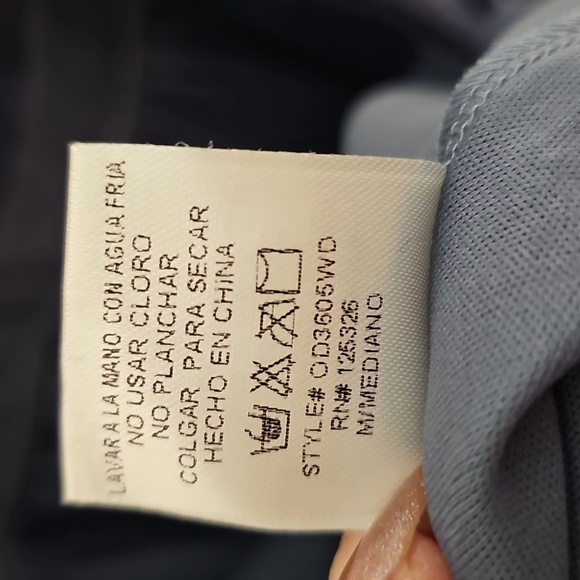 LAVAR A LA MANO CON AGUA FRIA
NO USAR CLORO
NO PLANCHAR
COLGAR PARA SECAR
HECHO EN CHINA
STYLE# OD3605WD
RN# 125326
M/MEDIANO